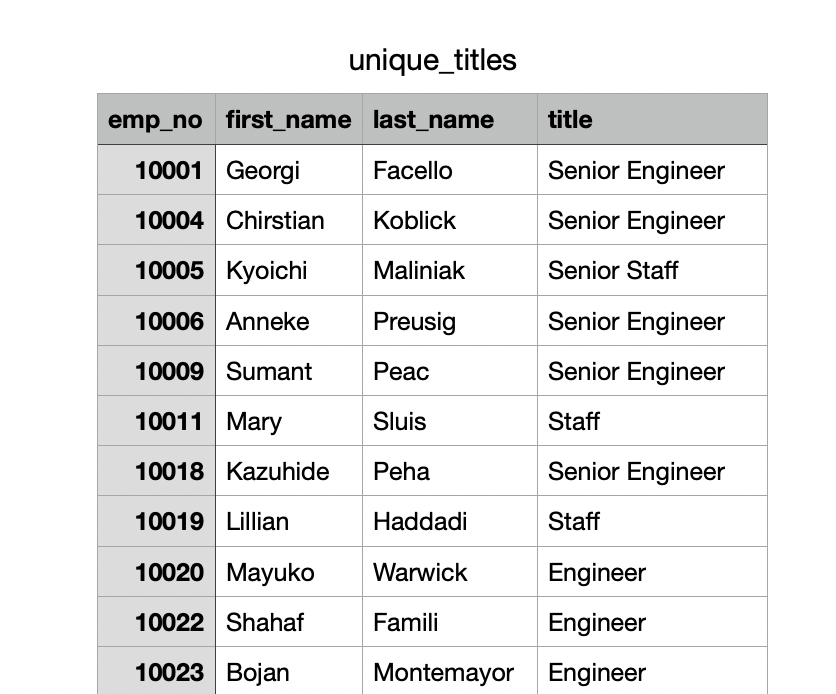 unique_titles
emp_no first_name last_name title
10001 Georgi Facello Senior Engineer
10004 Chirstian Koblick Senior Engineer
10005 Kyoichi Maliniak Senior Staff
10006 Anneke Preusig Senior Engineer
10009 Sumant Peac Senior Engineer
10011 Mary Sluis Staff
10018 Kazuhide Peha Senior Engineer
10019 Lillian Haddadi Staff
10020 Mayuko Warwick Engineer
10022 Shahaf Famili Engineer
10023 Bojan Montemayor Engineer